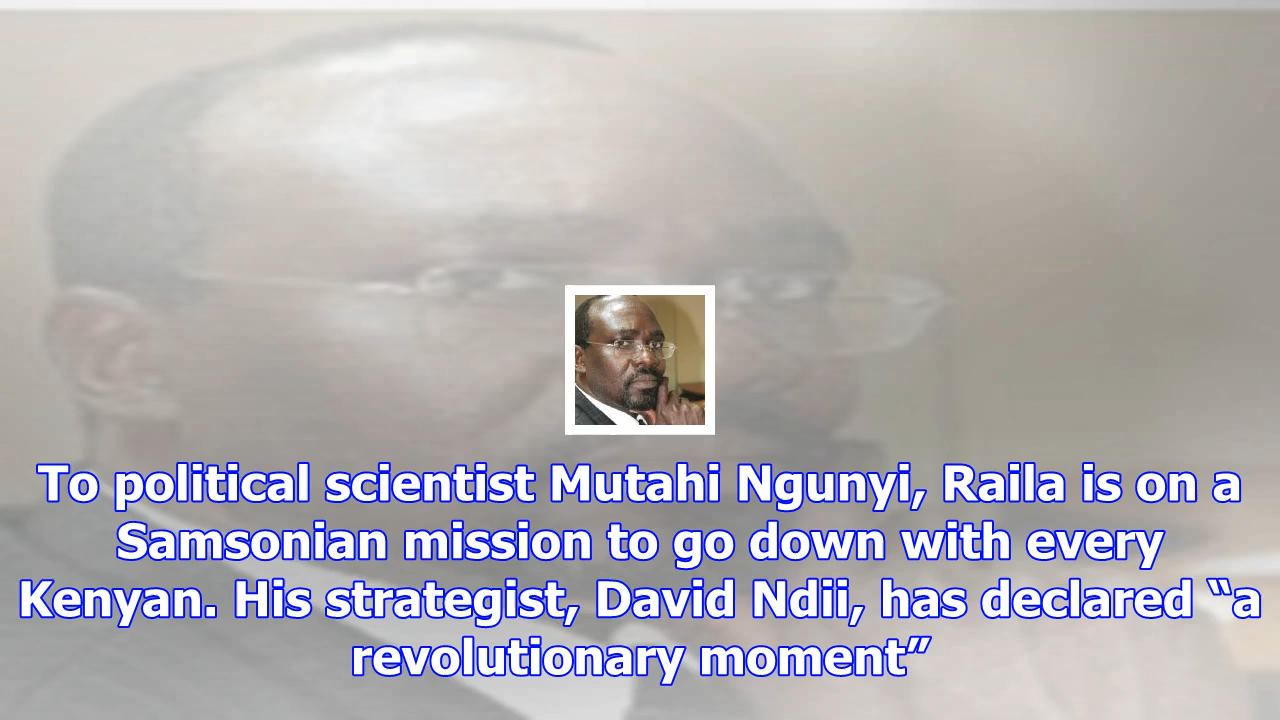 To political scientist Mutahi Ngunyi, Raila is on a
Samsonian mission to go down with every
Kenyan. His strategist, David Ndii, has declared “a
revolutionary moment”